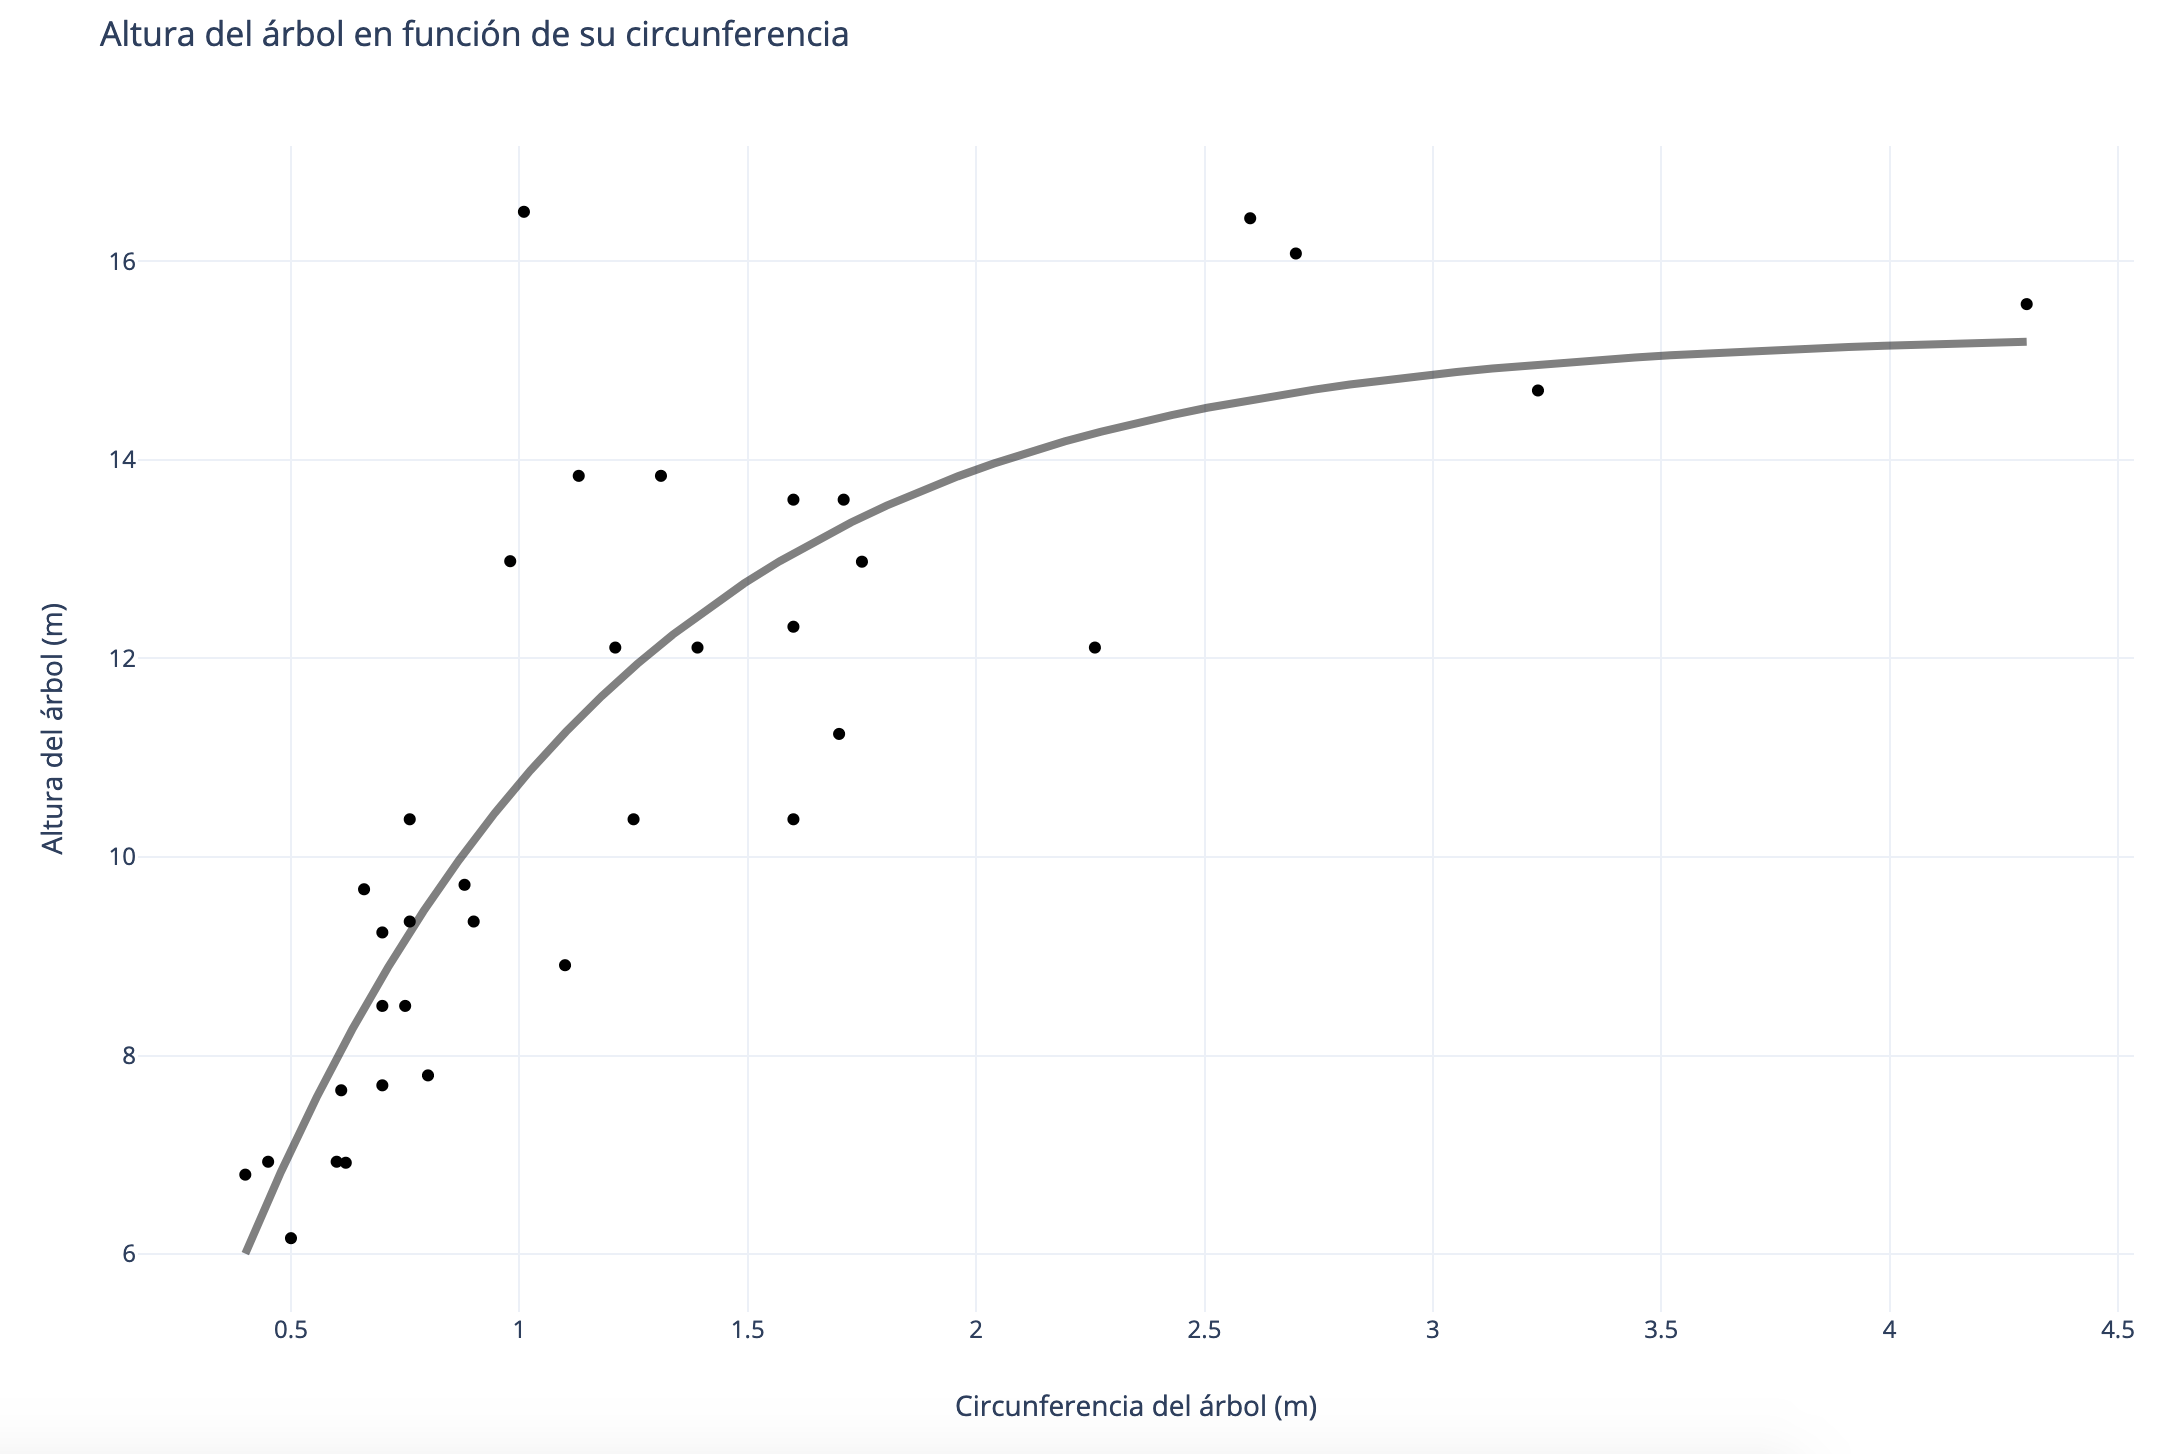 Altura del árbol en función de su circunferencia
16
14
12
10
8
6
Altura del árbol (m)
0.5 1 1.5 2 2.5 3 3.5 4 4.5
Circunferencia del árbol (m)